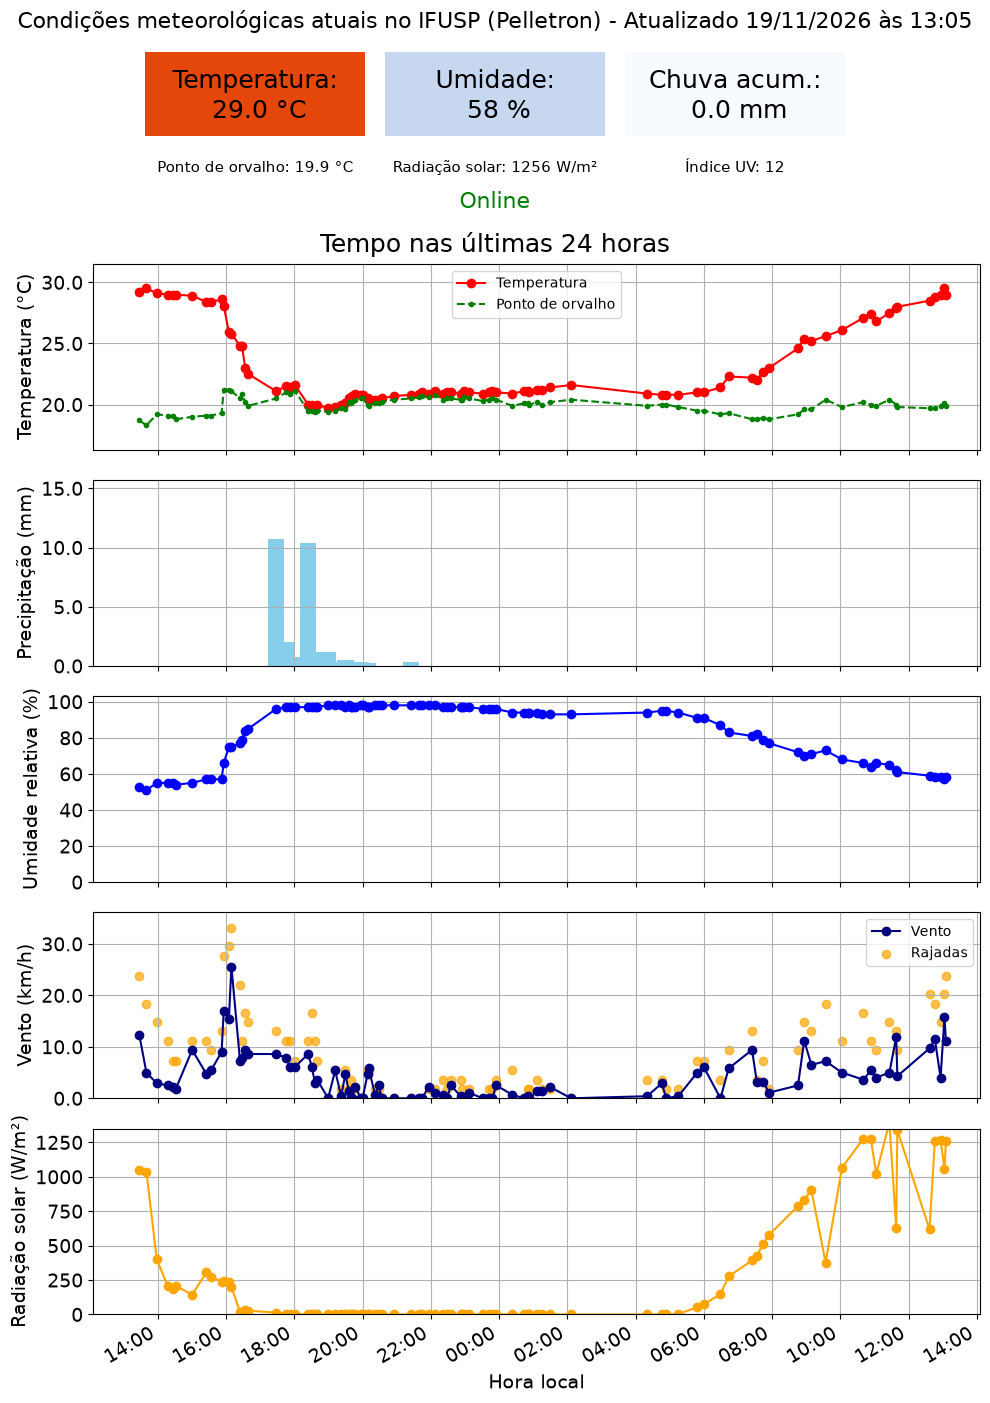 Condições meteorológicas atuais no IFUSP (Pelletron) - Atualizado 19/11/2026 às 13:05
Temperatura:
29.0 °C
Umidade:
58 %
Chuva acum.:
0.0 mm
Ponto de orvalho: 19.9 °C
Radiação solar: 1256 W/m²
Índice UV: 12
Online
Tempo nas últimas 24 horas
Temperatura (°C)
30.0
25.0
20.0
Temperatura
Ponto de orvalho
Precipitação (mm)
15.0
10.0
5.0
0.0
Umidade relativa (%)
100
80
60
40
20
0
Vento (km/h)
30.0
20.0
10.0
0.0
Vento
Rajadas
Radiação solar (W/m²)
1250
1000
750
500
250
0
14:00 16:00 18:00 20:00 22:00 00:00 02:00 04:00 06:00 08:00 10:00 12:00 14:00
Hora local